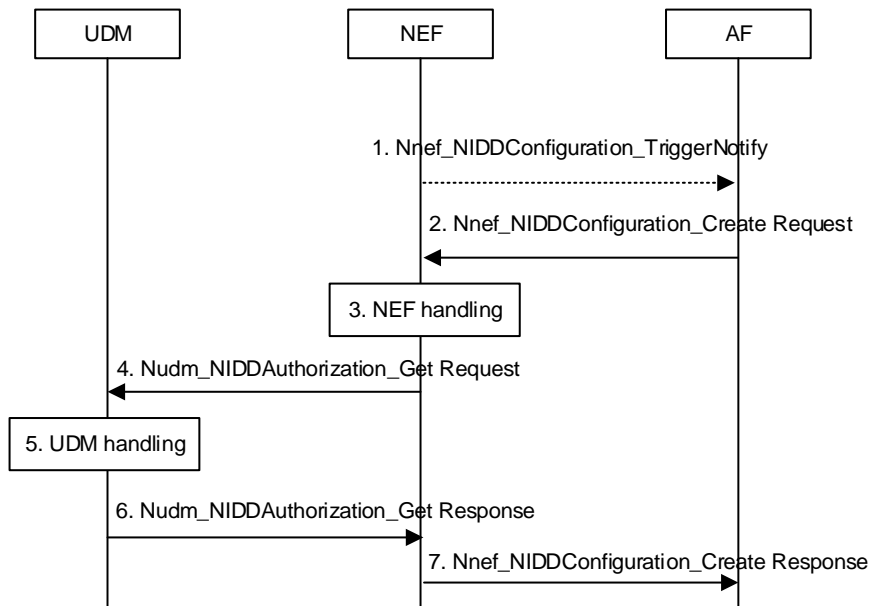 UDM
NEF
AF
1. Nnef_NIDDConfiguration_TriggerNotify
2. Nnef_NIDDConfiguration_Create Request
3. NEF handling
4. Nudm_NIDDAuthorization_Get Request
5. UDM handling
6. Nudm_NIDDAuthorization_Get Response
7. Nnef_NIDDConfiguration_Create Response